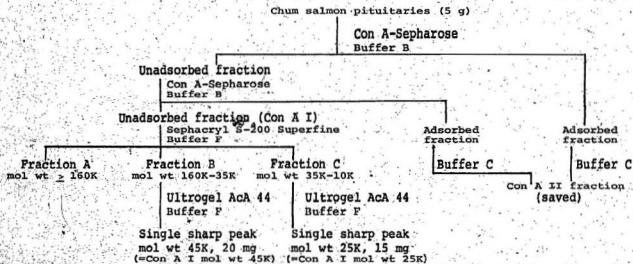 Chum salmon pituitaries (5 g)
Con A-Sepharose
Buffer B
Unadsorbed fraction
Con A-Sepharose
Buffer B
Unadsorbed fraction (Con A I)
Sephacryl S-200 Superfine
Buffer F
Adsorbed
fraction
Adsorbed
fraction
Fraction A
mol wt ≥ 160K
Fraction B
mol wt 160K-35K
Fraction C
mol wt 35K-10K
Buffer C
Buffer C
Con A II fraction
(saved)
Ultrogel AcA 44
Buffer F
Ultrogel AcA 44
Buffer F
Single sharp peak
mol wt 45K, 20 mg
(=Con A I mol wt 45K)
Single sharp peak
mol wt 25K, 15 mg
(=Con A I mol wt 25K)